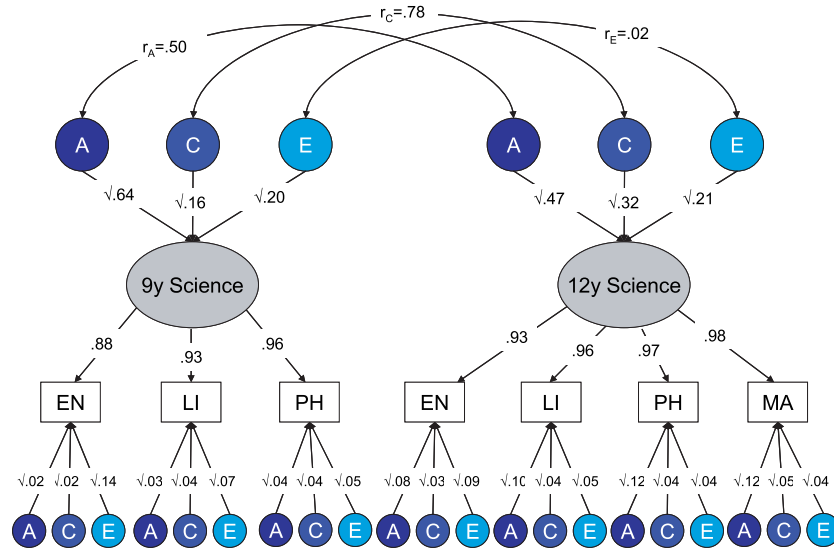 r_C=.78
r_A=.50 r_E=.02
A C E A C E
√.64 √.16 √.20 √.47 √.32 √.21
9y Science 12y Science
.88 .93 .96 .93 .96 .97 .98
EN LI PH EN LI PH MA
√.02 √.02 √.14 √.03 √.04 √.07 √.04 √.04 √.05 √.08 √.03 √.09 √.10 √.04 √.05 √.12 √.04 √.04 √.12 √.05 √.04
A C E A C E A C E A C E A C E A C E A C E